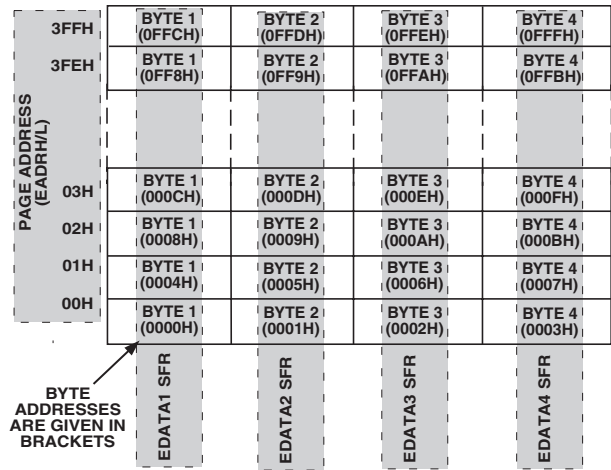 3FFH
BYTE 1 (0FFCH)
BYTE 2 (0FFDH)
BYTE 3 (0FFEH)
BYTE 4 (0FFFH)
3FEH
BYTE 1 (0FF8H)
BYTE 2 (0FF9H)
BYTE 3 (0FFAH)
BYTE 4 (0FFBH)
PAGE ADDRESS
(EADRH/L)
03H
BYTE 1 (000CH)
BYTE 2 (000DH)
BYTE 3 (000EH)
BYTE 4 (000FH)
02H
BYTE 1 (0008H)
BYTE 2 (0009H)
BYTE 3 (000AH)
BYTE 4 (000BH)
01H
BYTE 1 (0004H)
BYTE 2 (0005H)
BYTE 3 (0006H)
BYTE 4 (0007H)
00H
BYTE 1 (0000H)
BYTE 2 (0001H)
BYTE 3 (0002H)
BYTE 4 (0003H)
BYTE
ADDRESSES
ARE GIVEN IN
BRACKETS
EDATA1 SFR
EDATA2 SFR
EDATA3 SFR
EDATA4 SFR